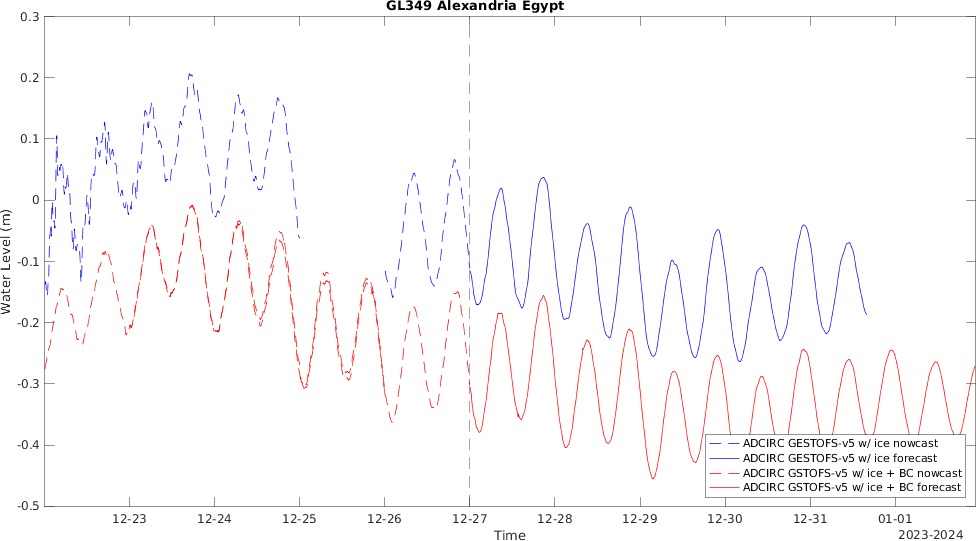 GL349 Alexandria Egypt
0.3
0.2
0.1
0
-0.1
-0.2
-0.3
-0.4
-0.5
Water Level (m)
ADCIRC GESTOFS-v5 w/ ice nowcast
ADCIRC GESTOFS-v5 w/ ice forecast
ADCIRC GSTOFS-v5 w/ ice + BC nowcast
ADCIRC GSTOFS-v5 w/ ice + BC forecast
12-23 12-24 12-25 12-26 12-27 12-28 12-29 12-30 12-31 01-01
Time
2023-2024